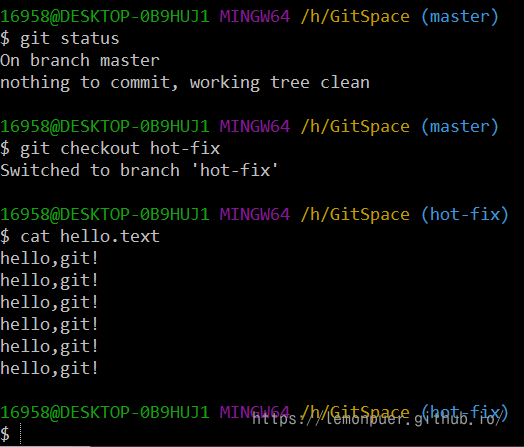 16958@DESKTOP-0B9HUJ1 MINGW64 /h/GitSpace (master)
$ git status
On branch master
nothing to commit, working tree clean
16958@DESKTOP-0B9HUJ1 MINGW64 /h/GitSpace (master)
$ git checkout hot-fix
Switched to branch 'hot-fix'
16958@DESKTOP-0B9HUJ1 MINGW64 /h/GitSpace (hot-fix)
$ cat hello.text
hello,git!
hello,git!
hello,git!
hello,git!
hello,git!
hello,git!
16958@DESKTOP-0B9HUJ1 MINGW64 /h/GitSpace (hot-fix)
https://lemonpuer.github.io/
$